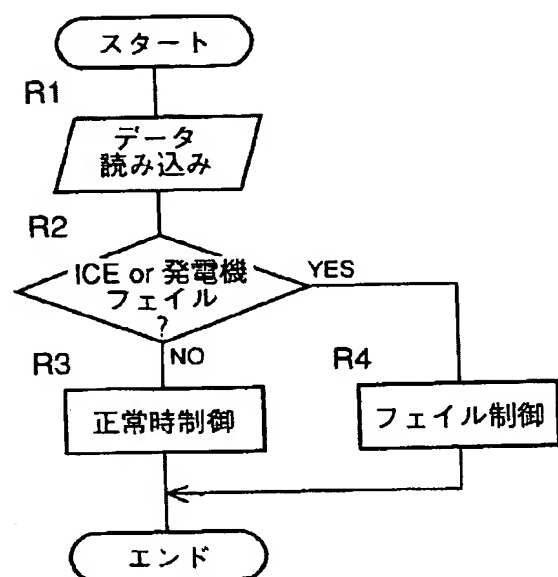 スタート
R1
データ
読み込み
R2
ICE or 発電機
フェイル
?
YES
NO
R3
R4
正常時制御
フェイル制御
エンド